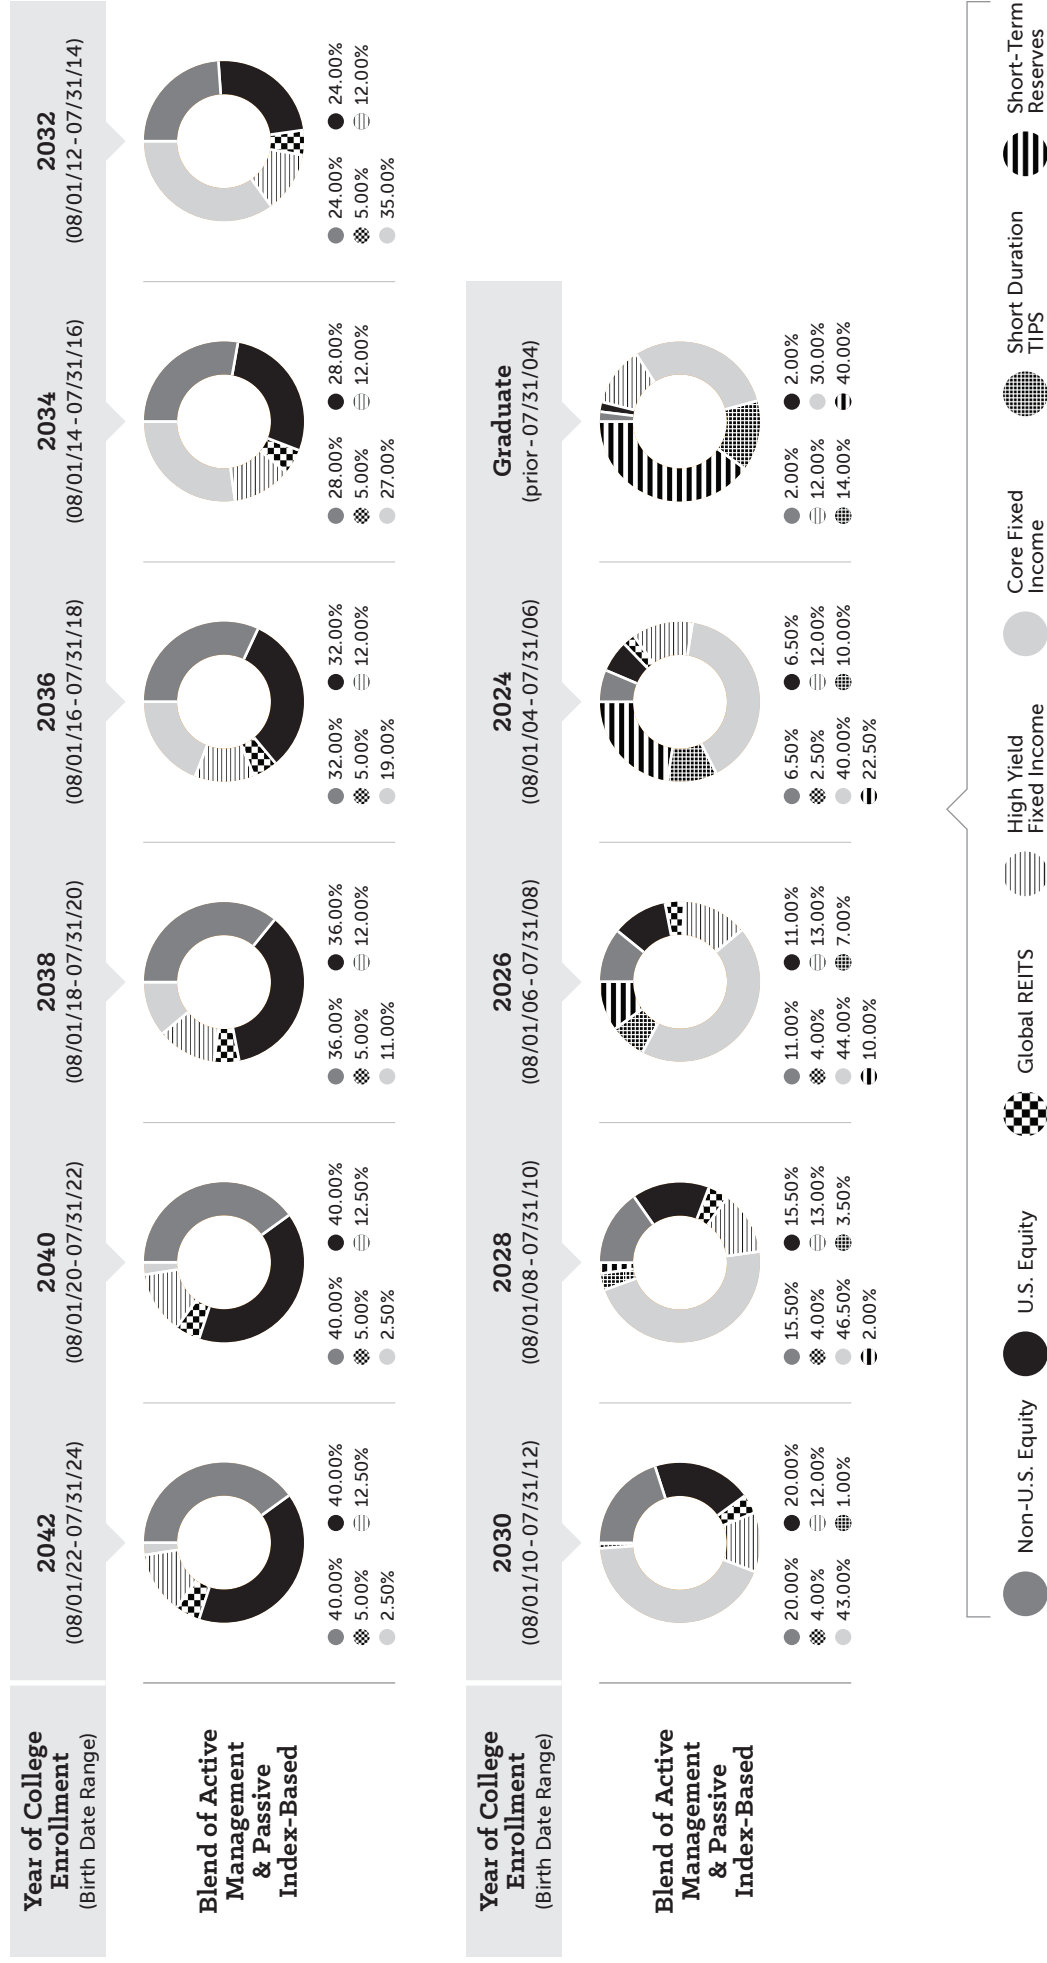 Year of College
Enrollment
(Birth Date Range)
2042
(08/01/22 - 07/31/24)
2040
(08/01/20 - 07/31/22)
2038
(08/01/18 - 07/31/20)
2036
(08/01/16 - 07/31/18)
2034
(08/01/14 - 07/31/16)
2032
(08/01/12 - 07/31/14)
Blend of Active
Management
& Passive
Index-Based
40.00% 40.00%
5.00% 12.50%
2.50%
40.00% 40.00%
5.00% 12.50%
2.50%
36.00% 36.00%
5.00% 12.00%
11.00%
32.00% 32.00%
5.00% 12.00%
19.00%
28.00% 28.00%
5.00% 12.00%
27.00%
24.00% 24.00%
5.00% 12.00%
35.00%
Year of College
Enrollment
(Birth Date Range)
2030
(08/01/10 - 07/31/12)
2028
(08/01/08 - 07/31/10)
2026
(08/01/06 - 07/31/08)
2024
(08/01/04 - 07/31/06)
Graduate
(prior - 07/31/04)
Blend of Active
Management
& Passive
Index-Based
20.00% 20.00%
4.00% 12.00%
43.00% 1.00%
15.50% 15.50%
4.00% 13.00%
46.50% 3.50%
2.00%
11.00% 11.00%
4.00% 13.00%
44.00% 7.00%
10.00%
6.50% 6.50%
2.50% 12.00%
40.00% 10.00%
22.50%
2.00% 2.00%
12.00% 30.00%
14.00% 40.00%
Non-U.S. Equity
U.S. Equity
Global REITS
High Yield
Fixed Income
Core Fixed
Income
Short Duration
TIPS
Short-Term
Reserves